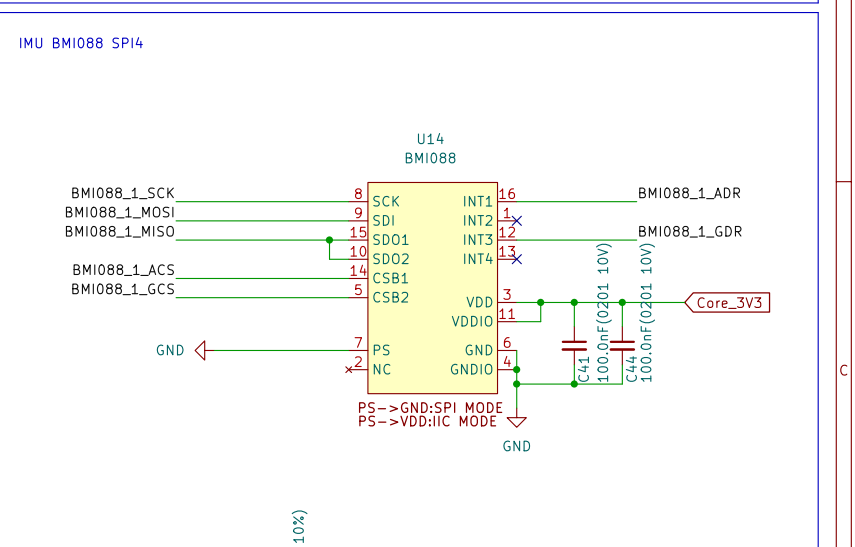 IMU BMI088 SPI4
U14
BMI088
BMI088_1_SCK 8 SCK INT1 16 BMI088_1_ADR
BMI088_1_MOSI 9 SDI INT2 1
BMI088_1_MISO 15 SDO1 INT3 12 BMI088_1_GDR
10 SDO2 INT4 13
BMI088_1_ACS 14 CSB1
BMI088_1_GCS 5 CSB2
VDD 3 Core_3V3
VDDIO 11
GND 7 PS GND 6
2 NC GNDIO 4
C41
100.0nF(0201 10V)
C44
100.0nF(0201 10V)
C
PS->GND:SPI MODE
PS->VDD:IIC MODE
GND
10%)